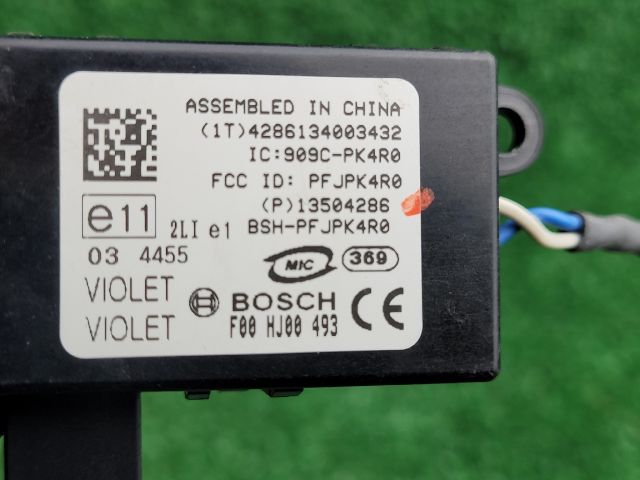 ASSEMBLED IN CHINA
(1T)4286134003432
IC:909C-PK4R0
FCC ID: PFJPK4R0
(P)13504286
e11 2LI e1 BSH-PFJPK4R0
03 4455
MIC 369
VIOLET
BOSCH CE
VIOLET
F00 HJ00 493